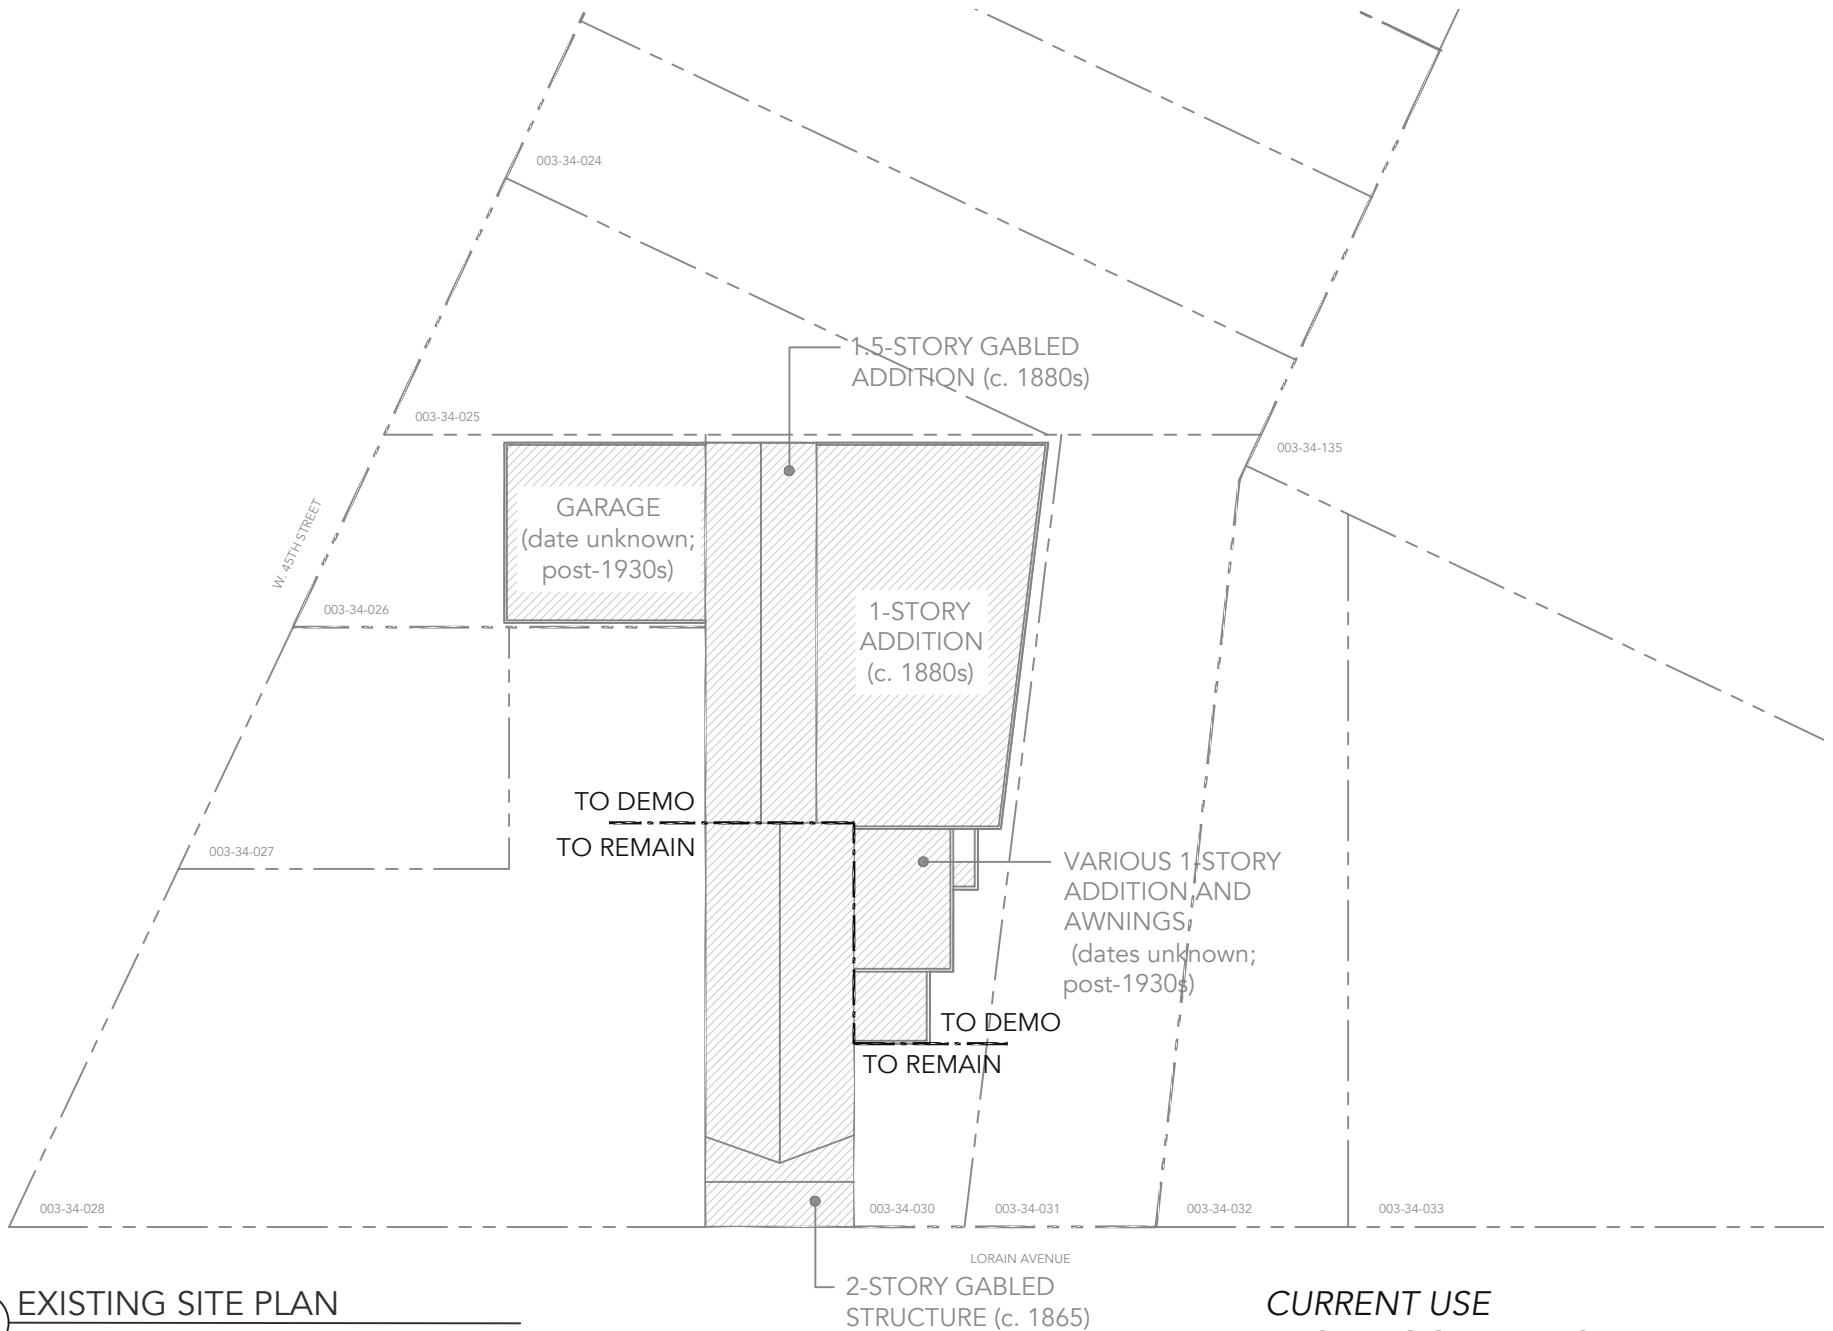 003-34-024
1.5-STORY GABLED
ADDITION (c. 1880s)
003-34-025
003-34-135
GARAGE
(date unknown;
post-1930s)
W. 45TH STREET
003-34-026
1-STORY
ADDITION
(c. 1880s)
TO DEMO
TO REMAIN
003-34-027
VARIOUS 1-STORY
ADDITION AND
AWNINGS
(dates unknown;
post-1930s)
TO DEMO
TO REMAIN
003-34-028
003-34-030
003-34-031
003-34-032
003-34-033
LORAIN AVENUE
2-STORY GABLED
STRUCTURE (c. 1865)
EXISTING SITE PLAN
CURRENT USE